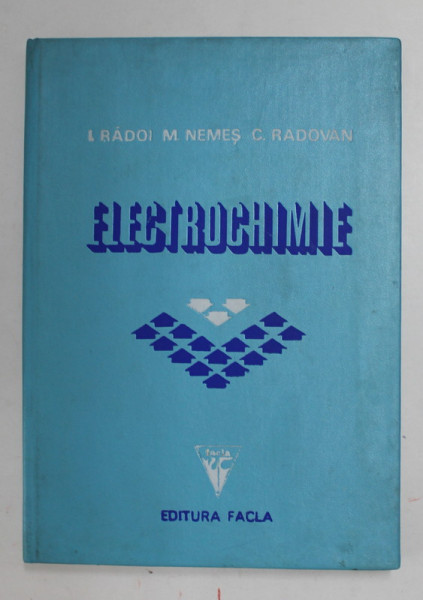 I. RĂDOI M. NEMEȘ C. RADOVAN
ELECTROCHIMIE
facla
EDITURA FACLA